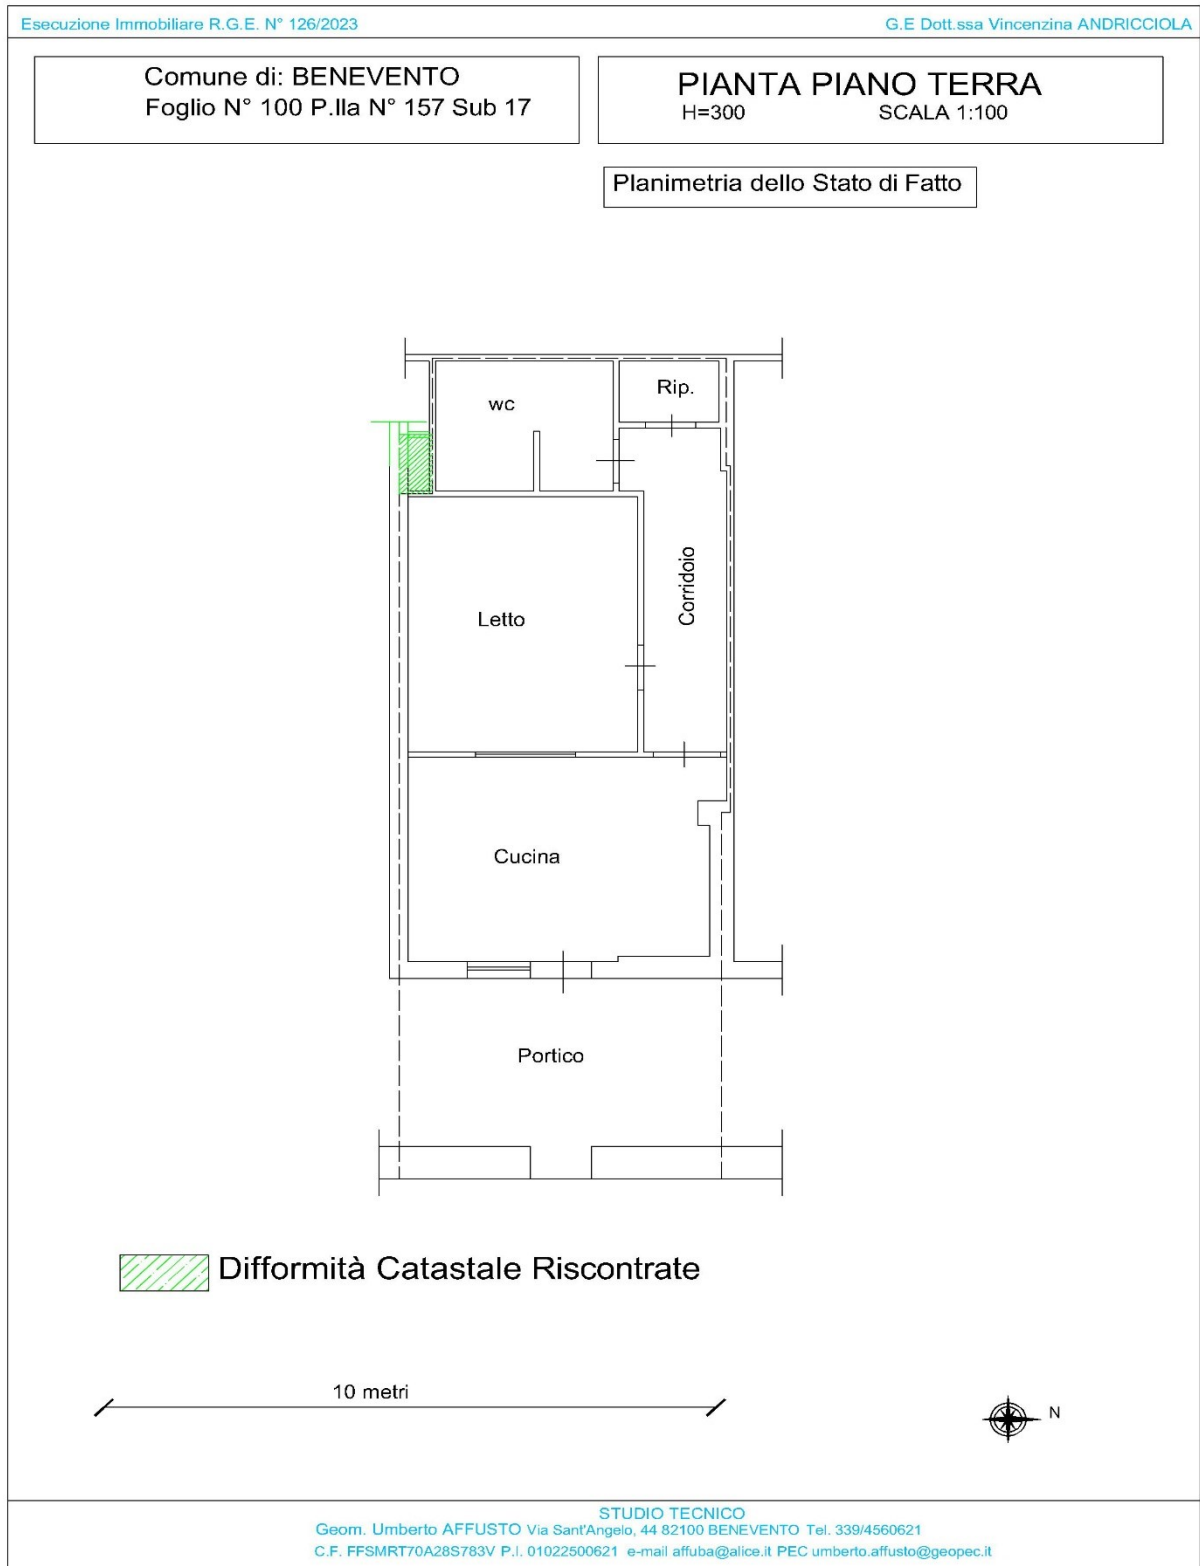 Esecuzione Immobiliare R.G.E. N° 126/2023
G.E Dott.ssa Vincenzina ANDRICCIOLA
Comune di: BENEVENTO
Foglio N° 100 P.lla N° 157 Sub 17
PIANTA PIANO TERRA
H=300 SCALA 1:100
Planimetria dello Stato di Fatto
wc
Rip.
Corridoio
Letto
Cucina
Portico
Difformità Catastale Riscontrate
10 metri
N
STUDIO TECNICO
Geom. Umberto AFFUSTO Via Sant'Angelo, 44 82100 BENEVENTO Tel. 339/4560621
C.F. FFSMRT70A28S783V P.I. 01022500621 e-mail affuba@alice.it PEC umberto.affusto@geopec.it